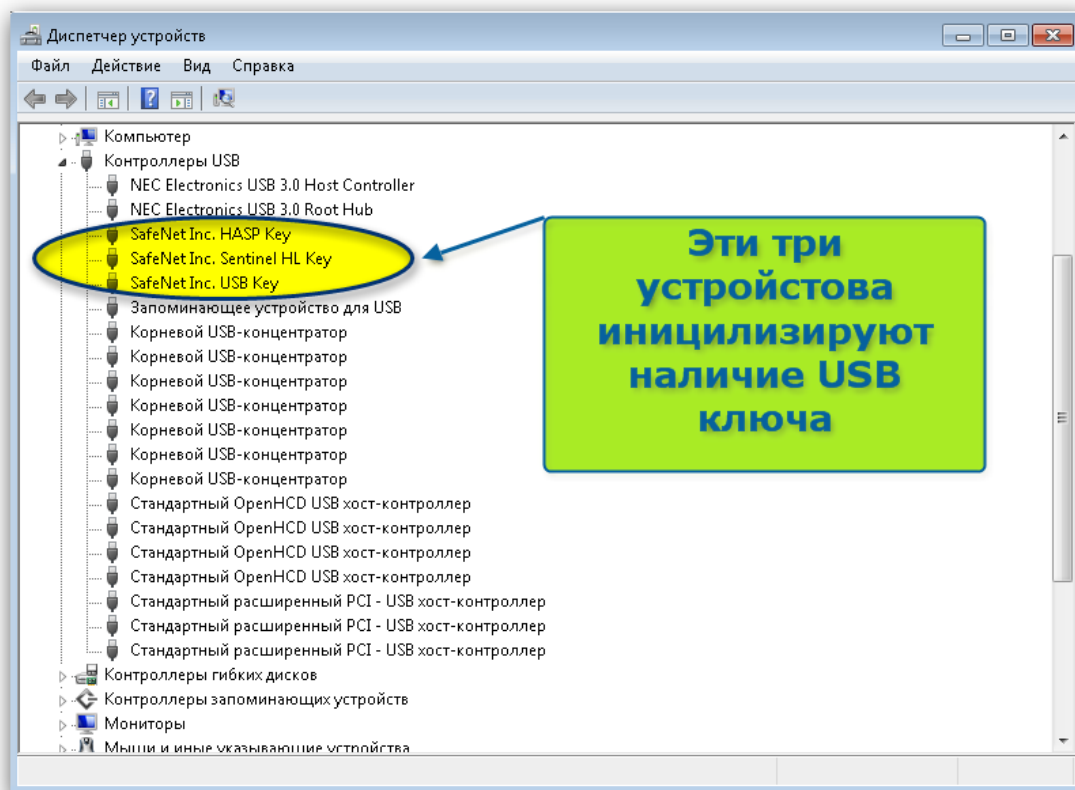 Диспетчер устройств
Файл Действие Вид Справка
Компьютер
Контроллеры USB
NEC Electronics USB 3.0 Host Controller
NEC Electronics USB 3.0 Root Hub
SafeNet Inc. HASP Key
SafeNet Inc. Sentinel HL Key
SafeNet Inc. USB Key
Запоминающее устройство для USB
Корневой USB-концентратор
Корневой USB-концентратор
Корневой USB-концентратор
Корневой USB-концентратор
Корневой USB-концентратор
Корневой USB-концентратор
Корневой USB-концентратор
Стандартный OpenHCD USB хост-контроллер
Стандартный OpenHCD USB хост-контроллер
Стандартный OpenHCD USB хост-контроллер
Стандартный OpenHCD USB хост-контроллер
Стандартный расширенный PCI - USB хост-контроллер
Стандартный расширенный PCI - USB хост-контроллер
Стандартный расширенный PCI - USB хост-контроллер
Контроллеры гибких дисков
Контроллеры запоминающих устройств
Мониторы
Мыши и иные указывающие устройства
Эти три
устройстова
иницилизируют
наличие USB
ключа